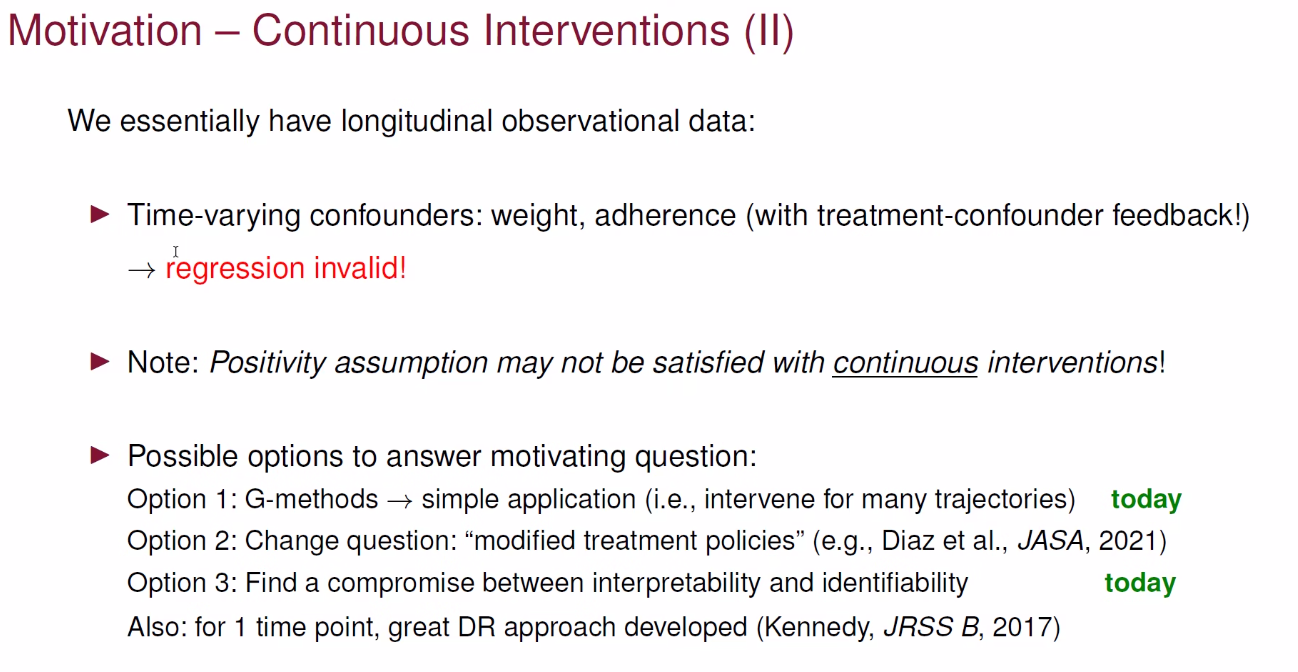 Motivation – Continuous Interventions (II)
We essentially have longitudinal observational data:
▶ Time-varying confounders: weight, adherence (with treatment-confounder feedback!)
→ regression invalid!
▶ Note: Positivity assumption may not be satisfied with continuous interventions!
▶ Possible options to answer motivating question:
Option 1: G-methods → simple application (i.e., intervene for many trajectories) today
Option 2: Change question: “modified treatment policies” (e.g., Diaz et al., JASA, 2021)
Option 3: Find a compromise between interpretability and identifiability today
Also: for 1 time point, great DR approach developed (Kennedy, JRSS B, 2017)